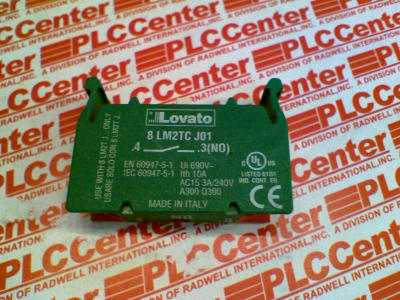 Lovato
8 LM2TC J01
.4 .3(NO)
USE WITH 8 LM2T J... ONLY
USARE SOLO CON 8 LM2T J...
EN 60947-5-1
IEC 60947-5-1
Ui 690V~
Ith 10A
AC15 3A/240V
A300 Q300
MADE IN ITALY
C UL US
LISTED
IND. CONT. EQ.
PLCCenter
A DIVISION OF RADWELL INTERNATIONAL, INC.